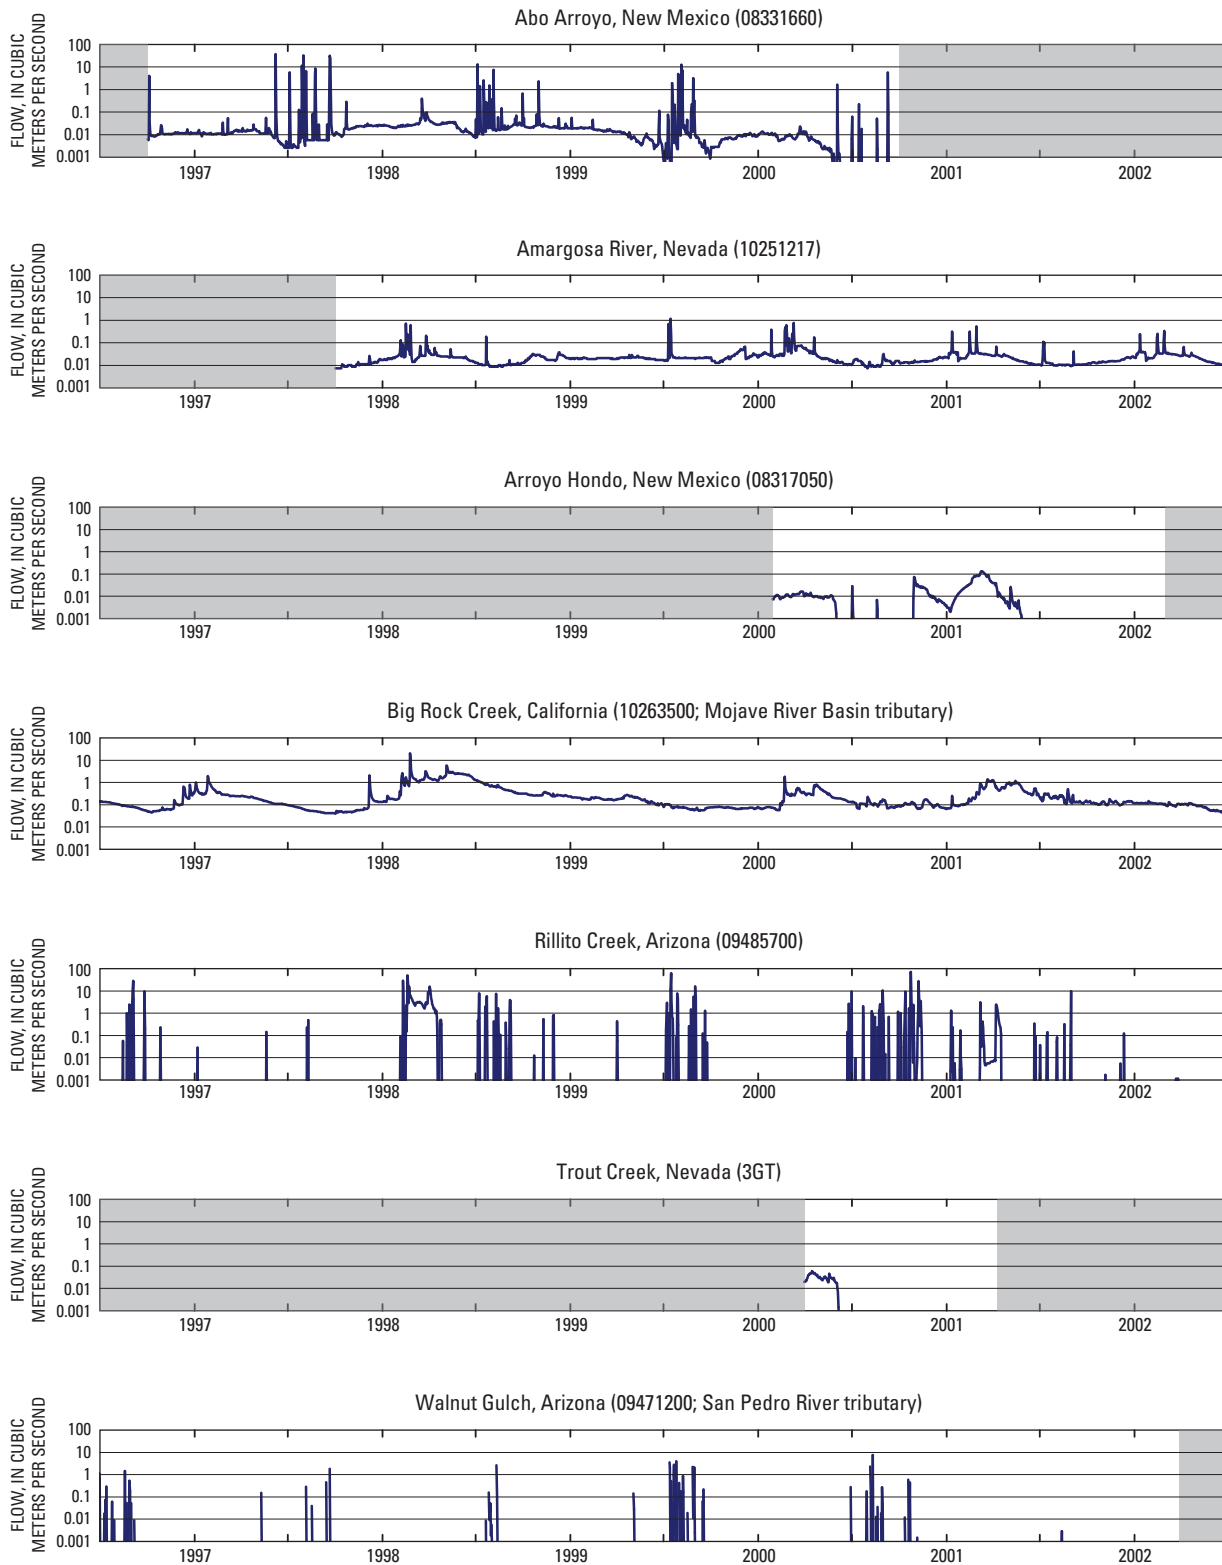 Abo Arroyo, New Mexico (08331660)
FLOW, IN CUBIC
METERS PER SECOND
100
10
1
0.1
0.01
0.001
1997 1998 1999 2000 2001 2002
Amargosa River, Nevada (10251217)
FLOW, IN CUBIC
METERS PER SECOND
100
10
1
0.1
0.01
0.001
1997 1998 1999 2000 2001 2002
Arroyo Hondo, New Mexico (08317050)
FLOW, IN CUBIC
METERS PER SECOND
100
10
1
0.1
0.01
0.001
1997 1998 1999 2000 2001 2002
Big Rock Creek, California (10263500; Mojave River Basin tributary)
FLOW, IN CUBIC
METERS PER SECOND
100
10
1
0.1
0.01
0.001
1997 1998 1999 2000 2001 2002
Rillito Creek, Arizona (09485700)
FLOW, IN CUBIC
METERS PER SECOND
100
10
1
0.1
0.01
0.001
1997 1998 1999 2000 2001 2002
Trout Creek, Nevada (3GT)
FLOW, IN CUBIC
METERS PER SECOND
100
10
1
0.1
0.01
0.001
1997 1998 1999 2000 2001 2002
Walnut Gulch, Arizona (09471200; San Pedro River tributary)
FLOW, IN CUBIC
METERS PER SECOND
100
10
1
0.1
0.01
0.001
1997 1998 1999 2000 2001 2002